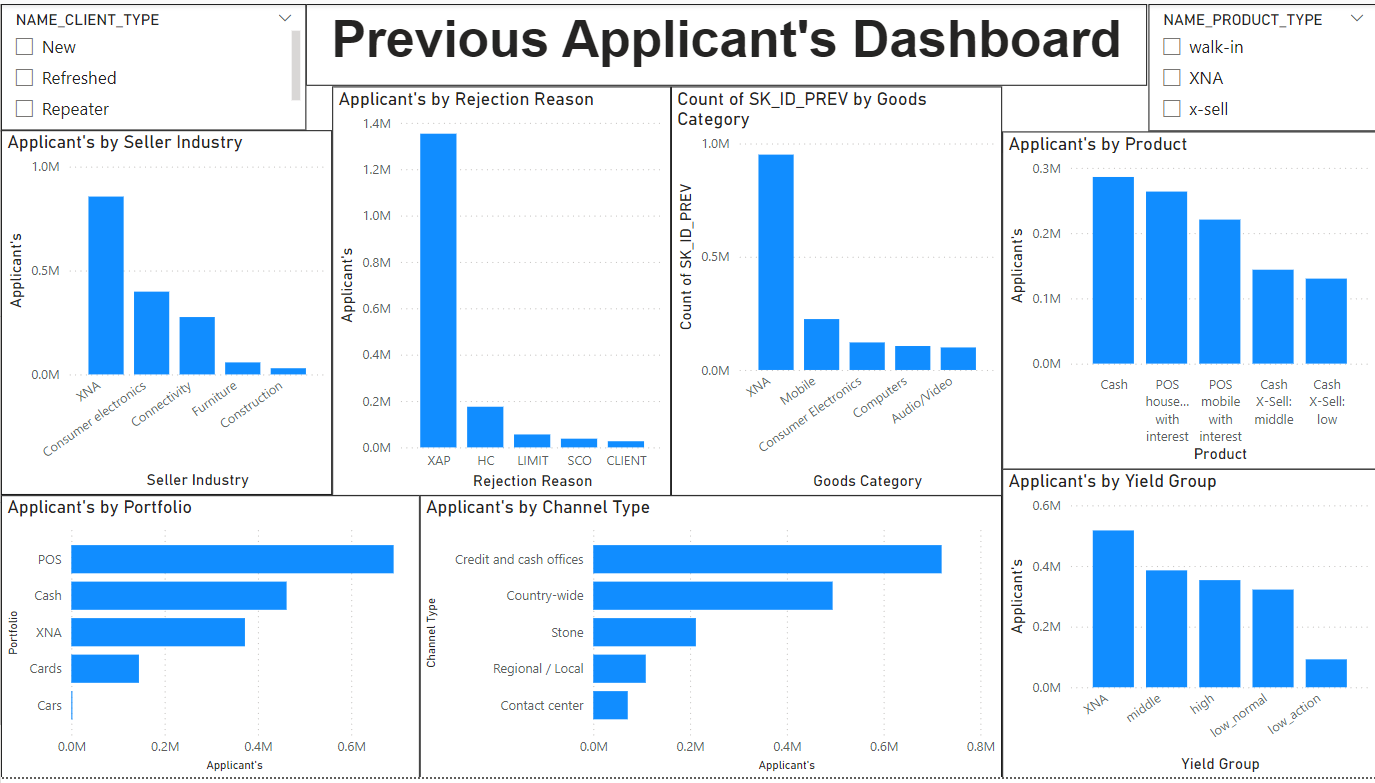 NAME_CLIENT_TYPE
New
Refreshed
Repeater
Previous Applicant's Dashboard
NAME_PRODUCT_TYPE
walk-in
XNA
x-sell
Applicant's by Seller Industry
1.0M
0.5M
0.0M
Applicant's
XNA
Consumer electronics
Connectivity
Furniture
Construction
Seller Industry
Applicant's by Rejection Reason
1.4M
1.2M
1.0M
0.8M
0.6M
0.4M
0.2M
0.0M
Applicant's
XAP
HC
LIMIT
SCO
CLIENT
Rejection Reason
Count of SK_ID_PREV by Goods
Category
1.0M
0.5M
0.0M
Count of SK_ID_PREV
XNA
Mobile
Consumer Electronics
Computers
Audio/Video
Goods Category
Applicant's by Product
0.3M
0.2M
0.1M
0.0M
Applicant's
Cash
POS
house...
with
interest
POS
mobile
with
interest
Cash
X-Sell:
middle
Cash
X-Sell:
low
Product
Applicant's by Portfolio
Portfolio
POS
Cash
XNA
Cards
Cars
0.0M
0.2M
0.4M
0.6M
Applicant's
Applicant's by Channel Type
Channel Type
Credit and cash offices
Country-wide
Stone
Regional / Local
Contact center
0.0M
0.2M
0.4M
0.6M
0.8M
Applicant's
Applicant's by Yield Group
0.6M
0.4M
0.2M
0.0M
Applicant's
XNA
middle
high
low_normal
low_action
Yield Group